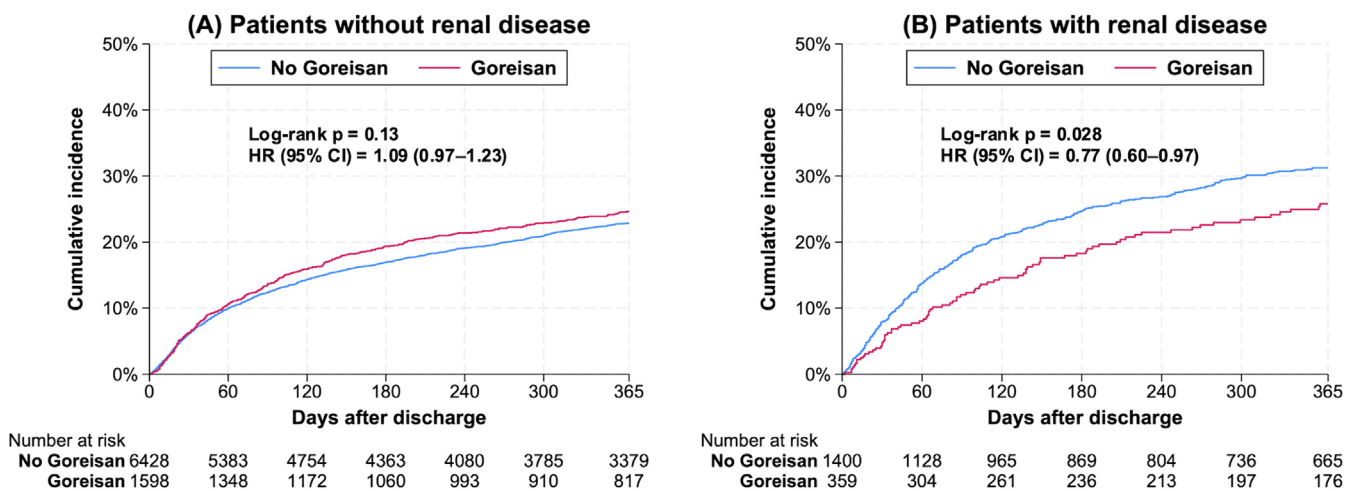 (A) Patients without renal disease
50%
40%
30%
20%
10%
0%
Cumulative incidence
No Goreisan Goreisan
Log-rank p = 0.13
HR (95% CI) = 1.09 (0.97–1.23)
0 60 120 180 240 300 365
Days after discharge
Number at risk
No Goreisan 6428 5383 4754 4363 4080 3785 3379
Goreisan 1598 1348 1172 1060 993 910 817
(B) Patients with renal disease
50%
40%
30%
20%
10%
0%
Cumulative incidence
No Goreisan Goreisan
Log-rank p = 0.028
HR (95% CI) = 0.77 (0.60–0.97)
0 60 120 180 240 300 365
Days after discharge
Number at risk
No Goreisan 1400 1128 965 869 804 736 665
Goreisan 359 304 261 236 213 197 176